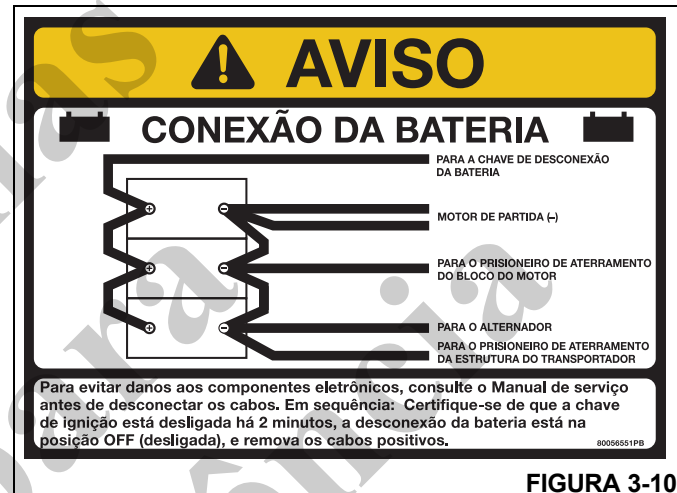 AVISO
CONEXÃO DA BATERIA
PARA A CHAVE DE DESCONEXÃO
DA BATERIA
MOTOR DE PARTIDA (–)
PARA O PRISIONEIRO DE ATERRAMENTO
DO BLOCO DO MOTOR
PARA O ALTERNADOR
PARA O PRISIONEIRO DE ATERRAMENTO
DA ESTRUTURA DO TRANSPORTADOR
Para evitar danos aos componentes eletrônicos, consulte o Manual de serviço
antes de desconectar os cabos. Em sequência: Certifique-se de que a chave
de ignição está desligada há 2 minutos, a desconexão da bateria está na
posição OFF (desligada), e remova os cabos positivos.
80056551PB
FIGURA 3-10
para
ência